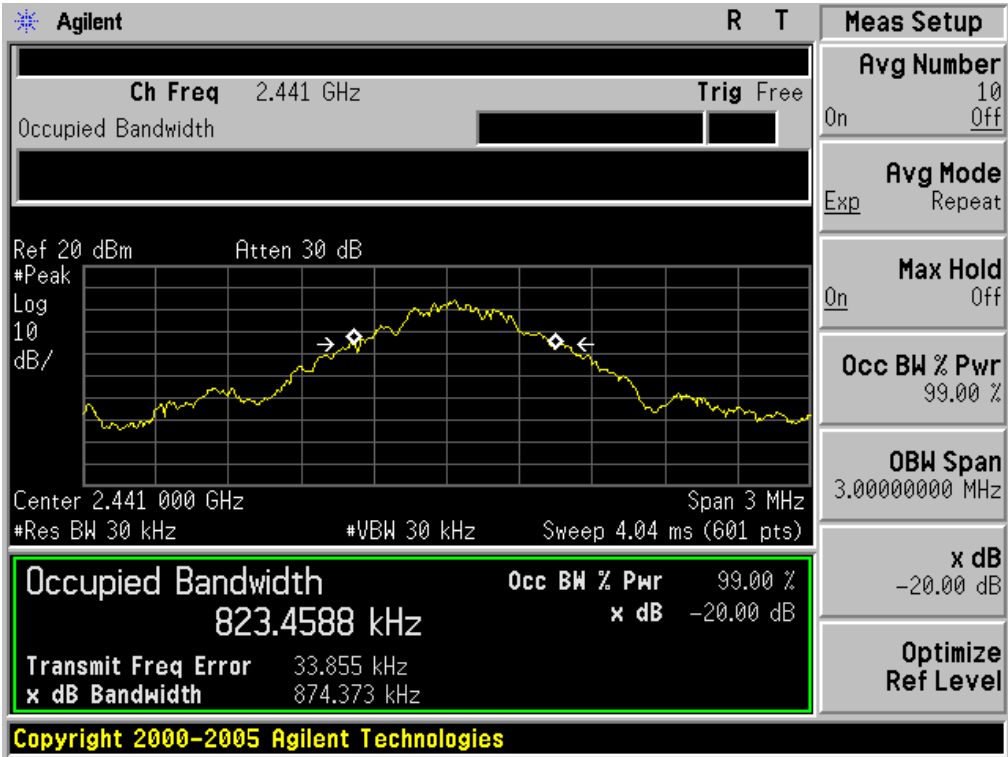 Agilent R T
Ch Freq 2.441 GHz Trig Free
Occupied Bandwidth
Ref 20 dBm Atten 30 dB
#Peak
Log
10
dB/
Center 2.441 000 GHz Span 3 MHz
#Res BW 30 kHz #VBW 30 kHz Sweep 4.04 ms (601 pts)
Occupied Bandwidth Occ BW % Pwr 99.00 %
823.4588 kHz x dB -20.00 dB
Transmit Freq Error 33.855 kHz
x dB Bandwidth 874.373 kHz
Copyright 2000-2005 Agilent Technologies
Meas Setup
Avg Number
10
On Off
Avg Mode
Exp Repeat
Max Hold
On Off
Occ BW % Pwr
99.00 %
OBW Span
3.00000000 MHz
x dB
-20.00 dB
Optimize
Ref Level